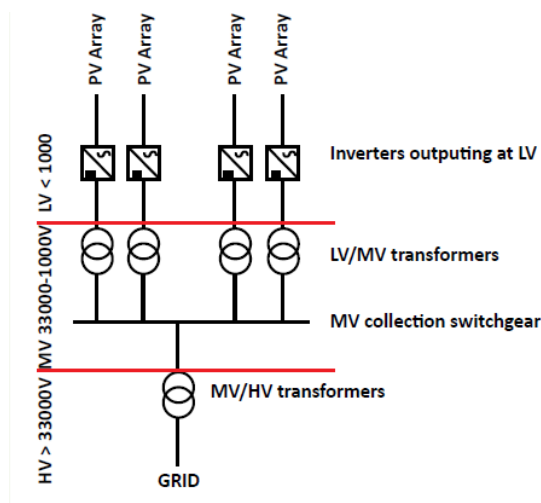 PV Array
PV Array
PV Array
PV Array
LV < 1000
Inverters outputing at LV
MV 33000-1000V
LV/MV transformers
MV collection switchgear
HV > 33000V
MV/HV transformers
GRID